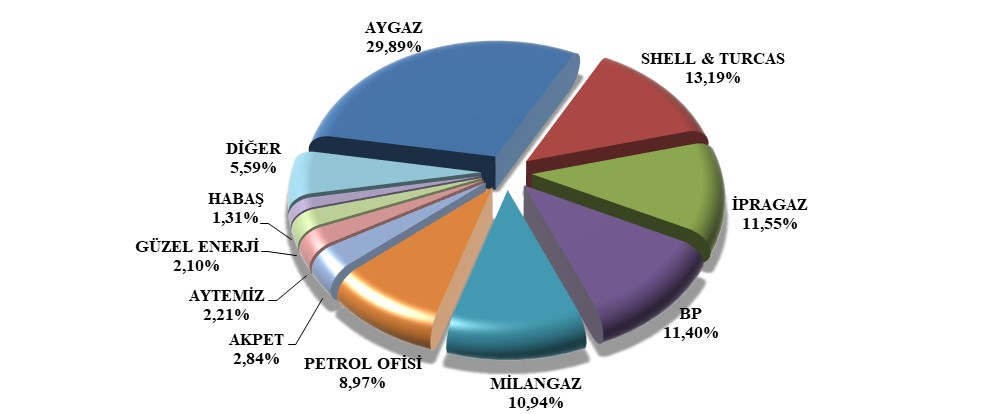 AYGAZ
29,89%
SHELL & TURCAS
13,19%
İPRAGAZ
11,55%
BP
11,40%
MİLANGAZ
10,94%
PETROL OFİSİ
8,97%
AKPET
2,84%
AYTEMİZ
2,21%
GÜZEL ENERJİ
2,10%
HABAŞ
1,31%
DİĞER
5,59%